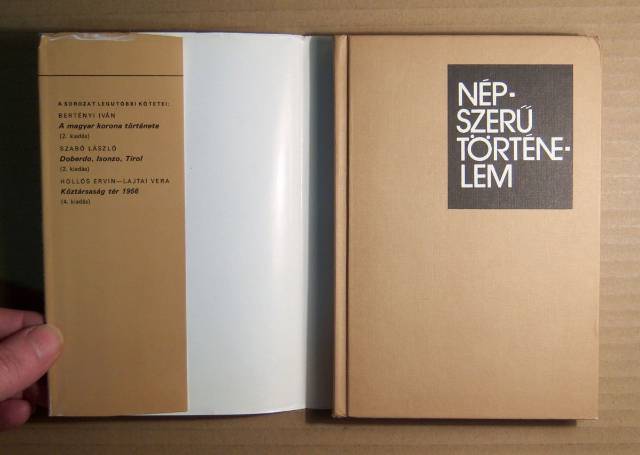 A SOROZAT LEGUTÓBBI KÖTETEI:
BERTÉNYI IVÁN
A magyar korona története
(2. kiadás)
SZABÓ LÁSZLÓ
Doberdo, Isonzo, Tirol
(2. kiadás)
HOLLÓS ERVIN—LAJTAI VERA
Köztársaság tér 1956
(4. kiadás)
NÉP-
SZERŰ
TÖRTÉNE-
LEM